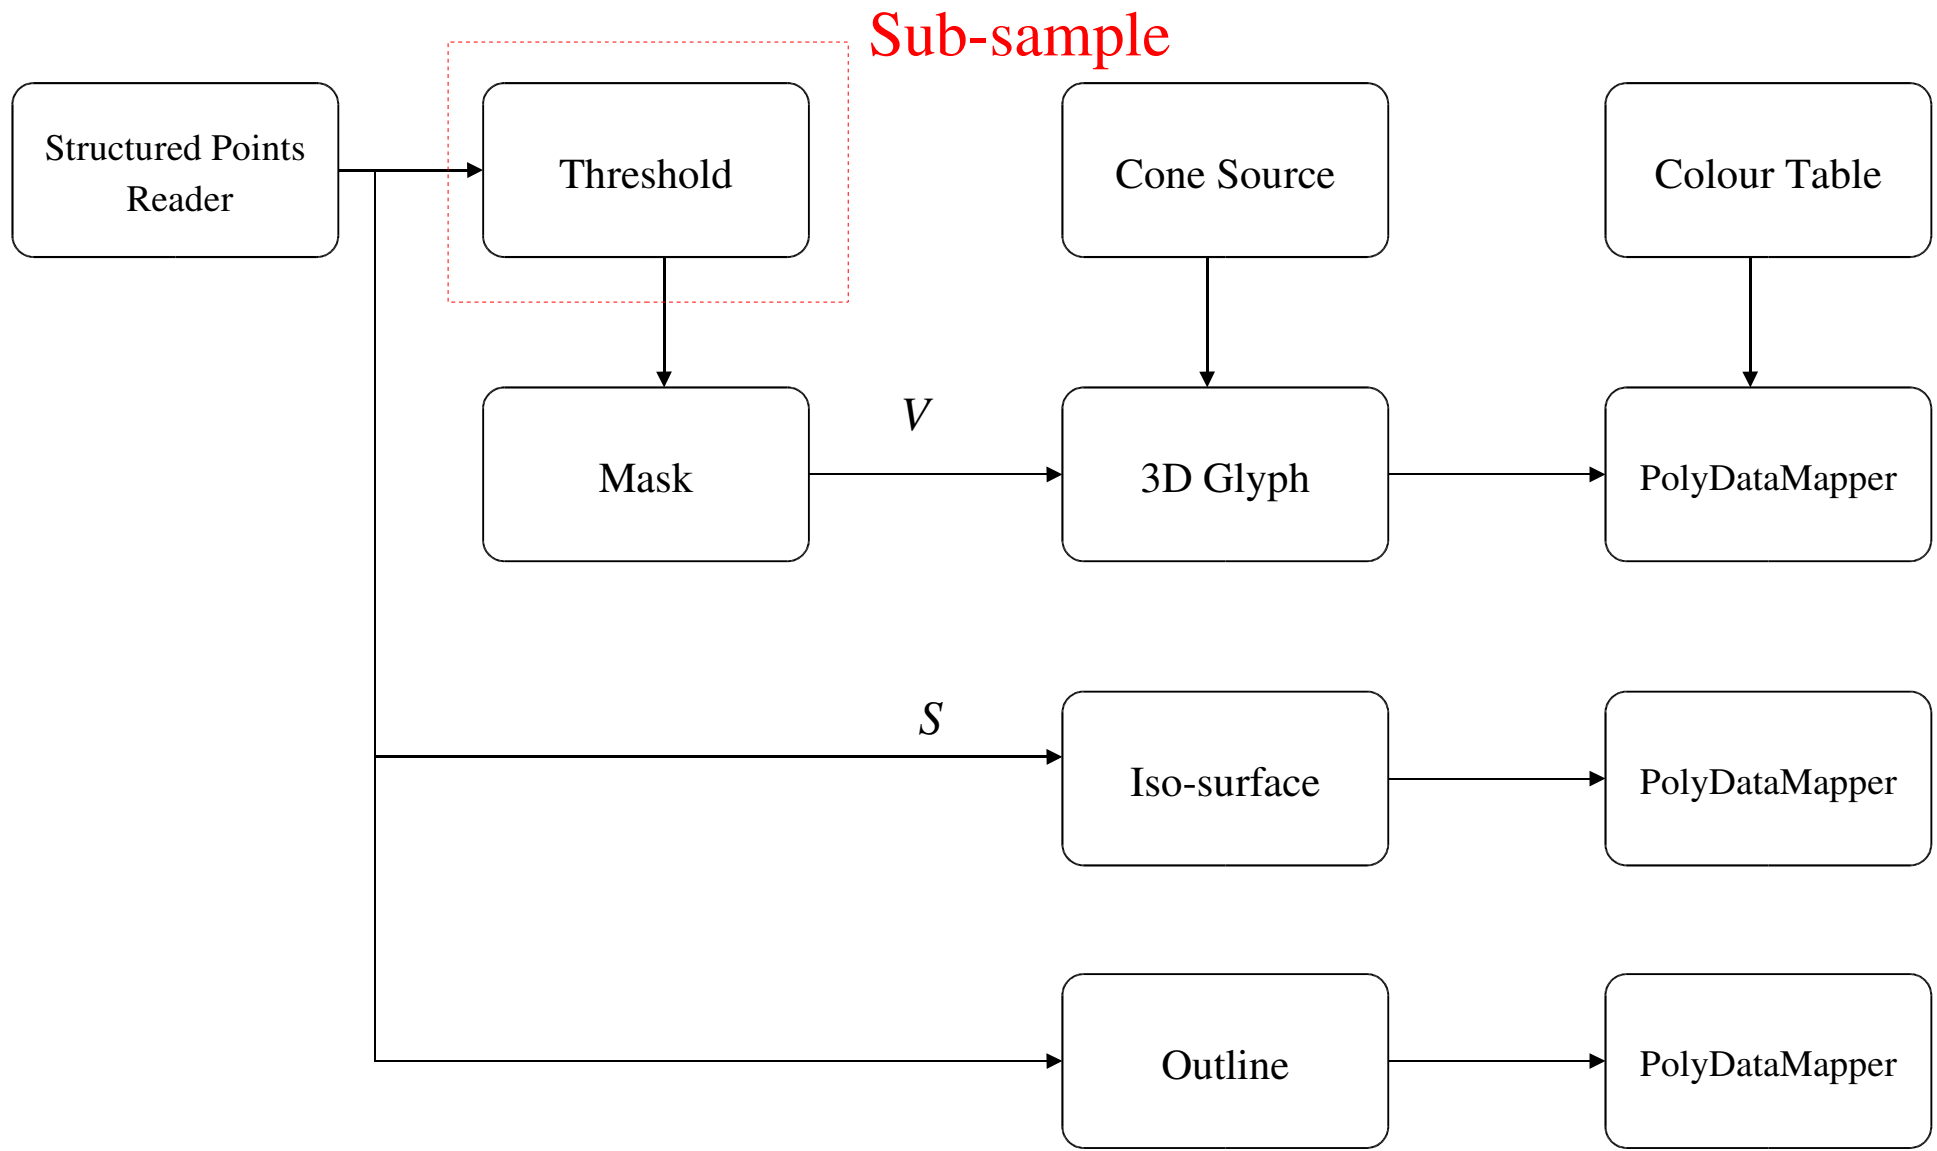 Sub-sample
Structured Points
Reader
Threshold
Cone Source
Colour Table
Mask
V
3D Glyph
PolyDataMapper
S
Iso-surface
PolyDataMapper
Outline
PolyDataMapper